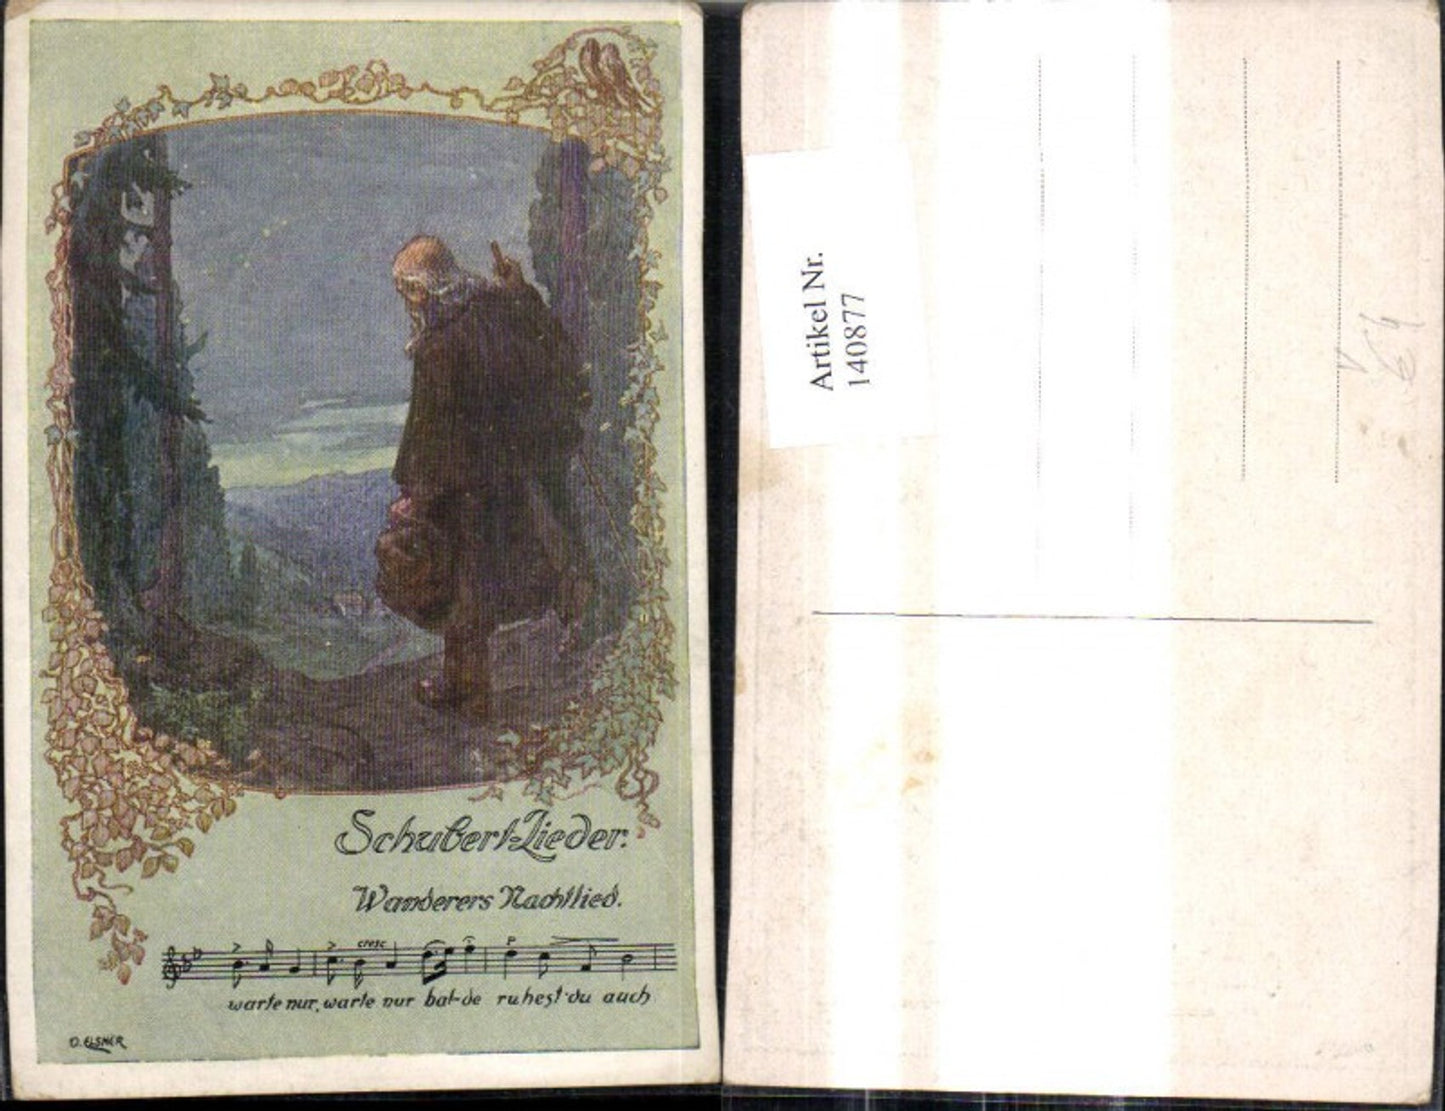 Schubert-Lieder.
Wanderers Nachtlied.
cresc
p
warte nur, warte nur bal-de ruhest du auch
O. ELSNER
Artikel Nr.
140877